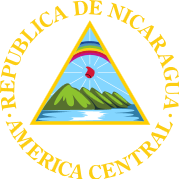 REPUBLICA DE NICARAGUA
· AMERICA CENTRAL ·